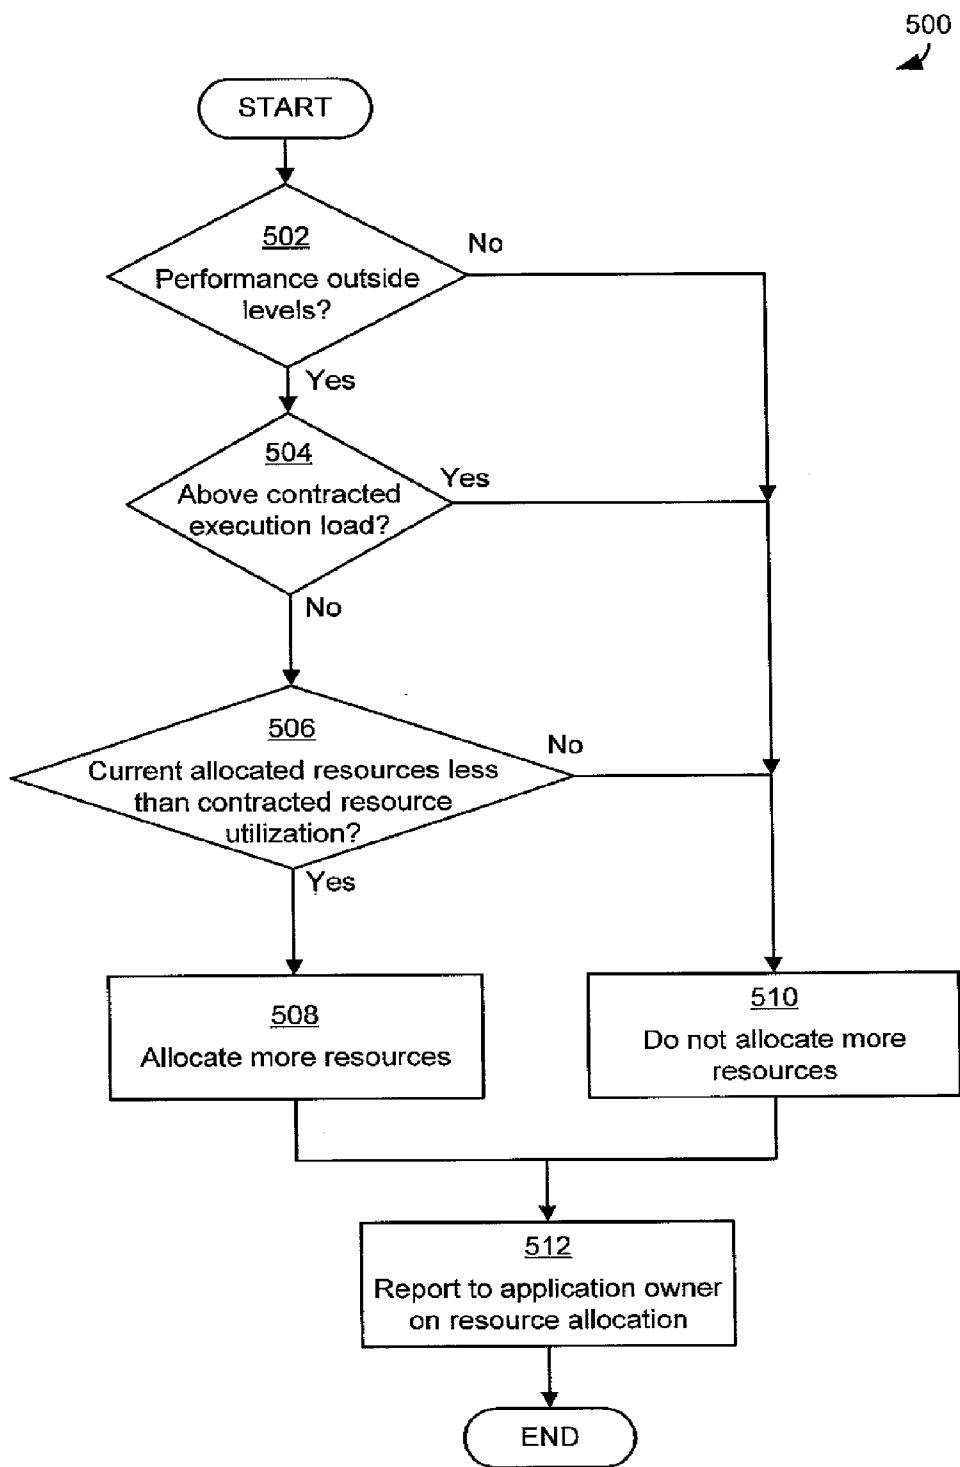 500
START
502
Performance outside
levels?
No
Yes
504
Above contracted
execution load?
Yes
No
506
Current allocated resources less
than contracted resource
utilization?
No
Yes
508
Allocate more resources
510
Do not allocate more
resources
512
Report to application owner
on resource allocation
END